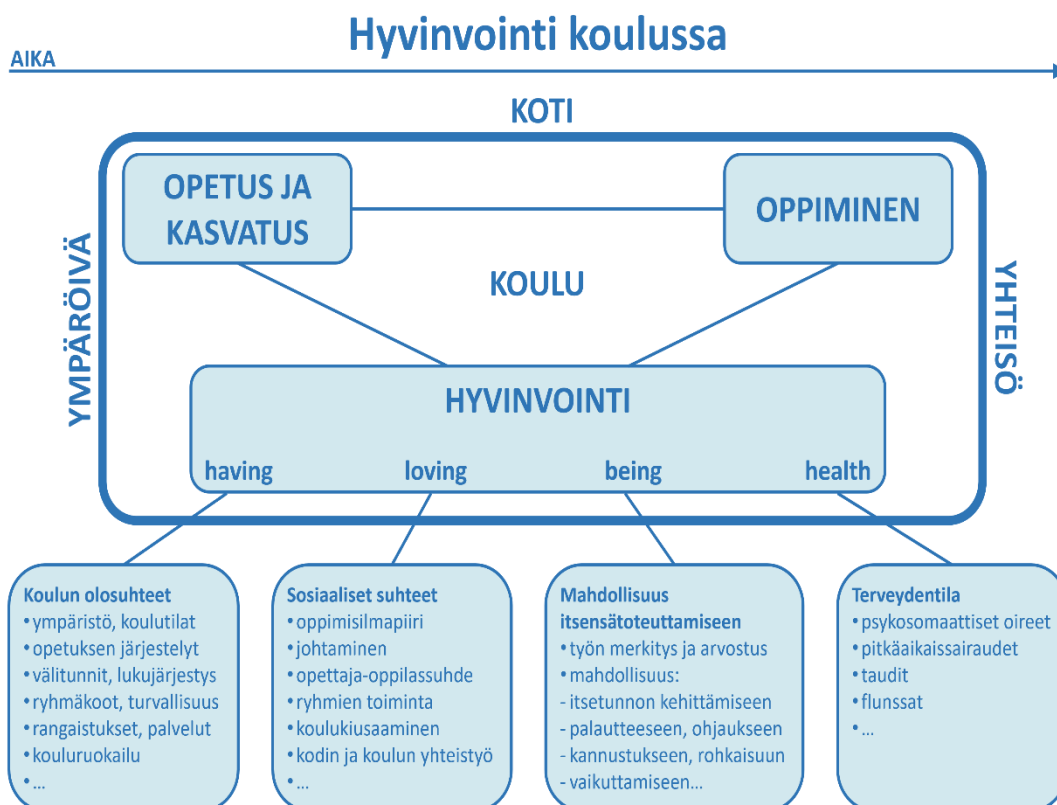 Hyvinvointi koulussa
AIKA
KOTI
YMPÄRÖIVÄ
OPETUS JA
KASVATUS
OPPIMINEN
KOULU
YHTEISÖ
HYVINVOINTI
having loving being health
Koulun olosuhteet
•ympäristö, koulutilat
•opetuksen järjestelyt
•välitunnit, lukujärjestys
•ryhmäkoot, turvallisuus
•rangaistukset, palvelut
•kouluruokailu
•...
Sosiaaliset suhteet
•oppimisilmapiiri
•johtaminen
•opettaja-oppilassuhde
•ryhmien toiminta
•koulukiusaaminen
•kodin ja koulun yhteistyö
•...
Mahdollisuus
itsensätoteuttamiseen
•työn merkitys ja arvostus
•mahdollisuus:
- itsetunnon kehittämiseen
- palautteeseen, ohjaukseen
- kannustukseen, rohkaisuun
- vaikuttamiseen...
Terveydentila
•psykosomaattiset oireet
•pitkäaikaissairaudet
•taudit
•flunssat
•...